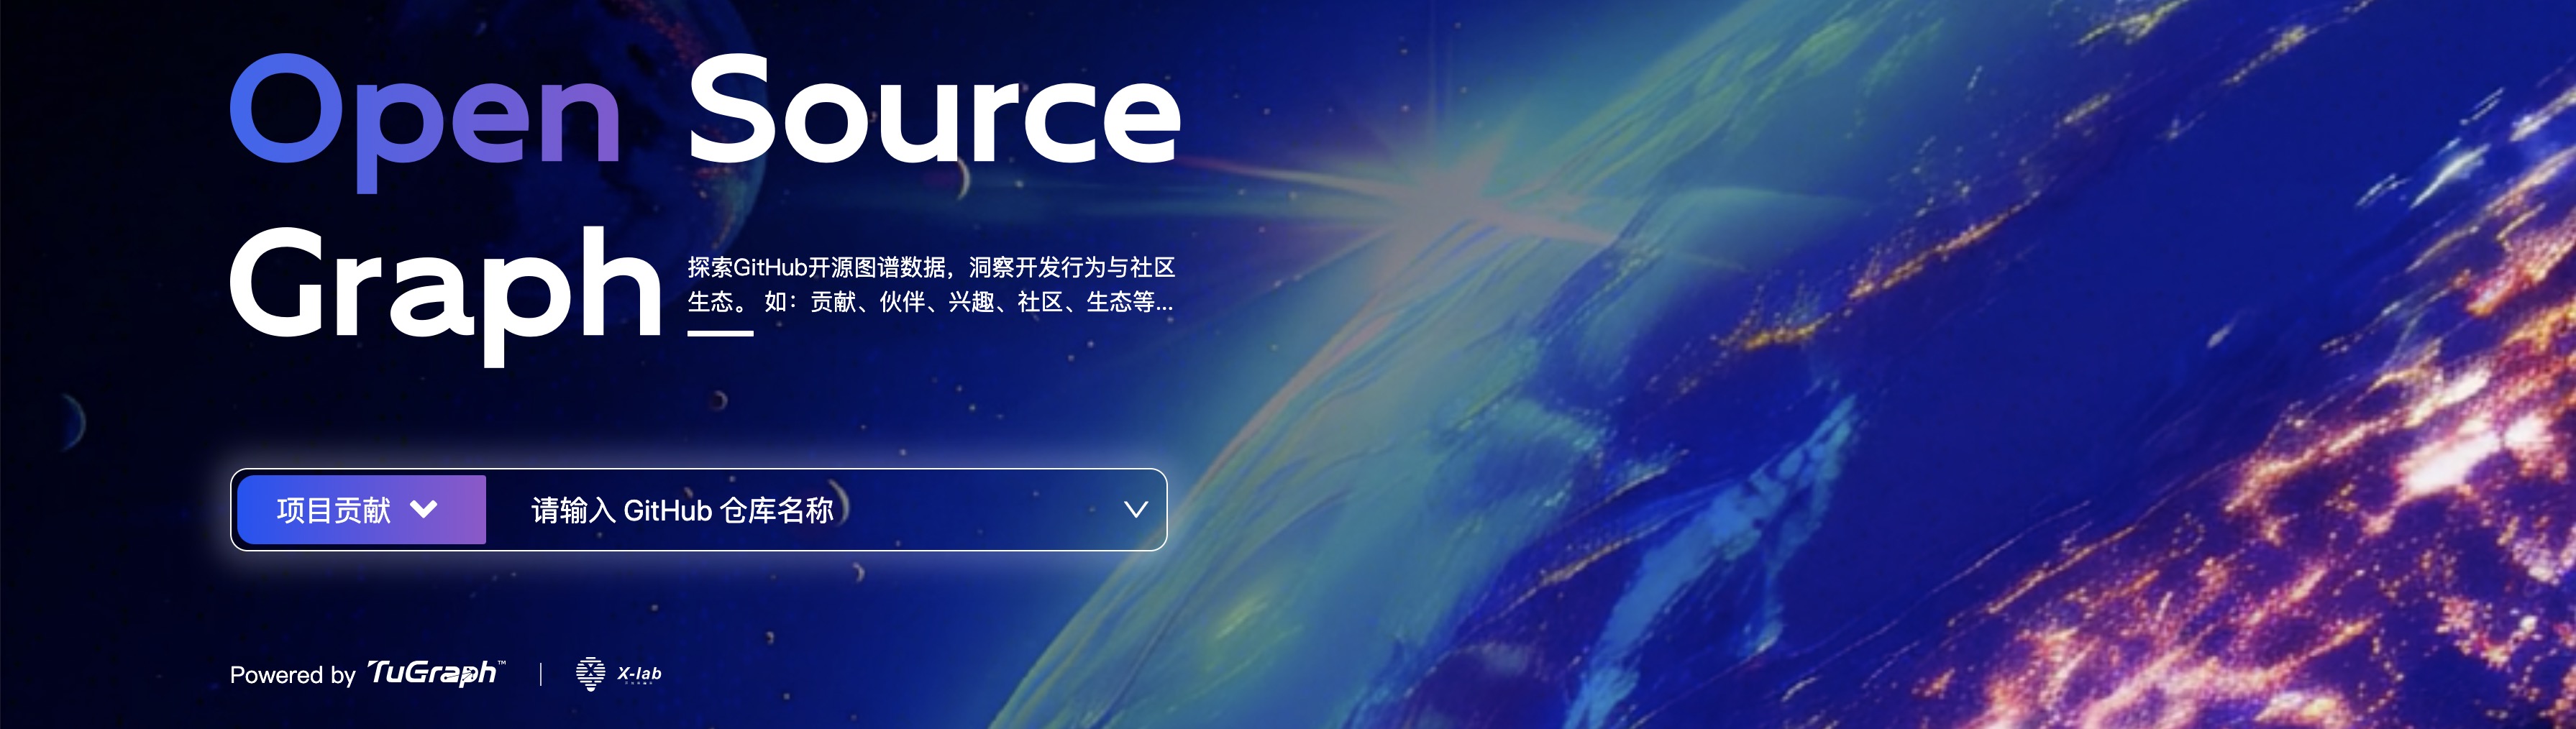 Open Source
Graph
探索GitHub开源图谱数据，洞察开发行为与社区
生态。 如：贡献、伙伴、兴趣、社区、生态等...
项目贡献
请输入 GitHub 仓库名称
Powered by TuGraph™ | X-lab